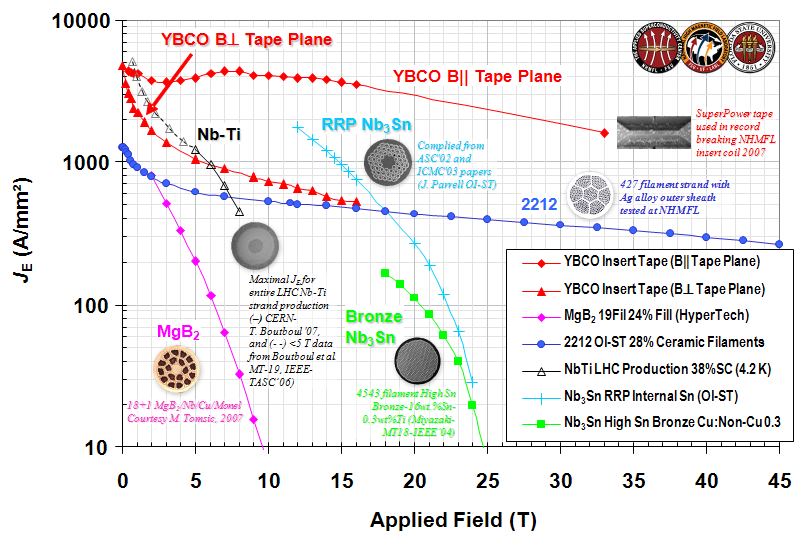 10000
1000
100
10
J_E (A/mm²)
0 5 10 15 20 25 30 35 40 45
Applied Field (T)
YBCO B⊥ Tape Plane
YBCO B|| Tape Plane
Nb-Ti
RRP Nb₃Sn
Complied from
ASC'02 and
ICMC'03 papers
(J. Parrell OI-ST)
SuperPower tape
used in record
breaking NHMFL
insert coil 2007
2212
427 filament strand with
Ag alloy outer sheath
tested at NHMFL
Maximal J_E for
entire LHC Nb-Ti
strand production
(–) CERN-
T. Boutboul '07,
and (- -) <5 T data
from Boutboul et al.
MT-19, IEEE-
TASC'06)
MgB₂
18+1 MgB₂/Nb/Cu/Monel
Courtesy M. Tomsic, 2007
Bronze
Nb₃Sn
4543 filament High Sn
Bronze-16wt.%Sn-
0.3wt%Ti (Miyazaki-
MT18-IEEE'04)
YBCO Insert Tape (B|| Tape Plane)
YBCO Insert Tape (B⊥ Tape Plane)
MgB₂ 19Fil 24% Fill (HyperTech)
2212 OI-ST 28% Ceramic Filaments
NbTi LHC Production 38%SC (4.2 K)
Nb₃Sn RRP Internal Sn (OI-ST)
Nb₃Sn High Sn Bronze Cu:Non-Cu 0.3